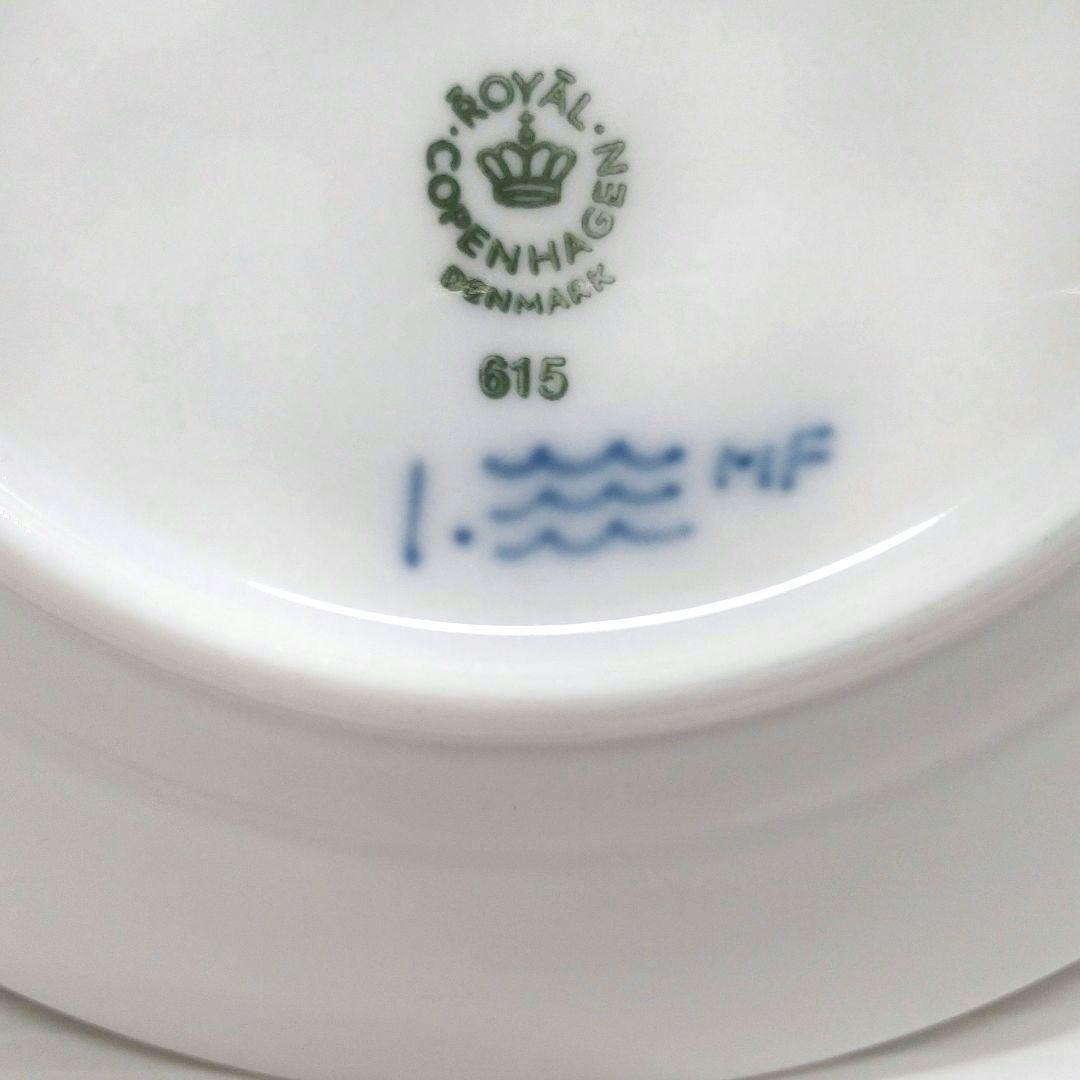 ROYAL
COPENHAGEN
DENMARK
615
1. MF